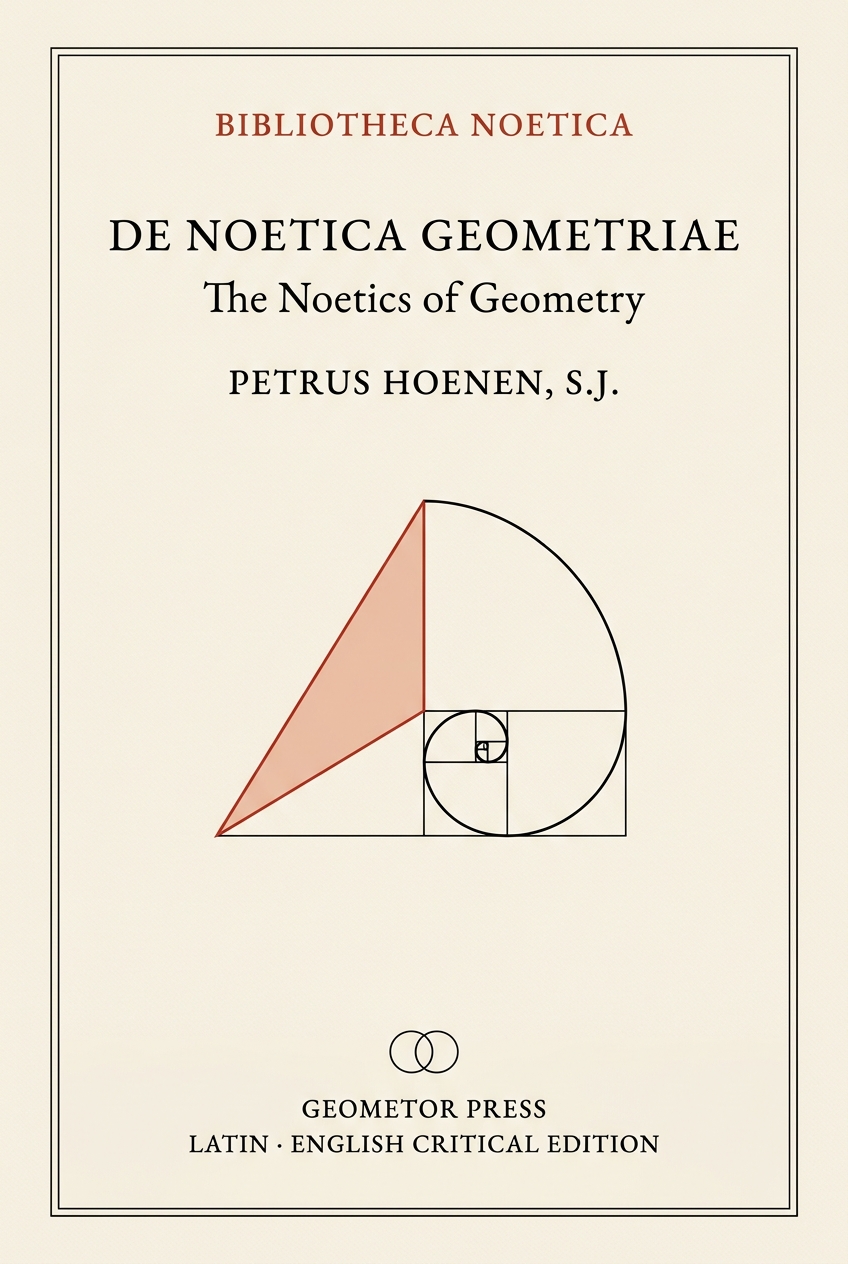 BIBLIOTHECA NOETICA
DE NOETICA GEOMETRIAE
The Noetics of Geometry
PETRUS HOENEN, S.J.
GEOMETOR PRESS
LATIN · ENGLISH CRITICAL EDITION